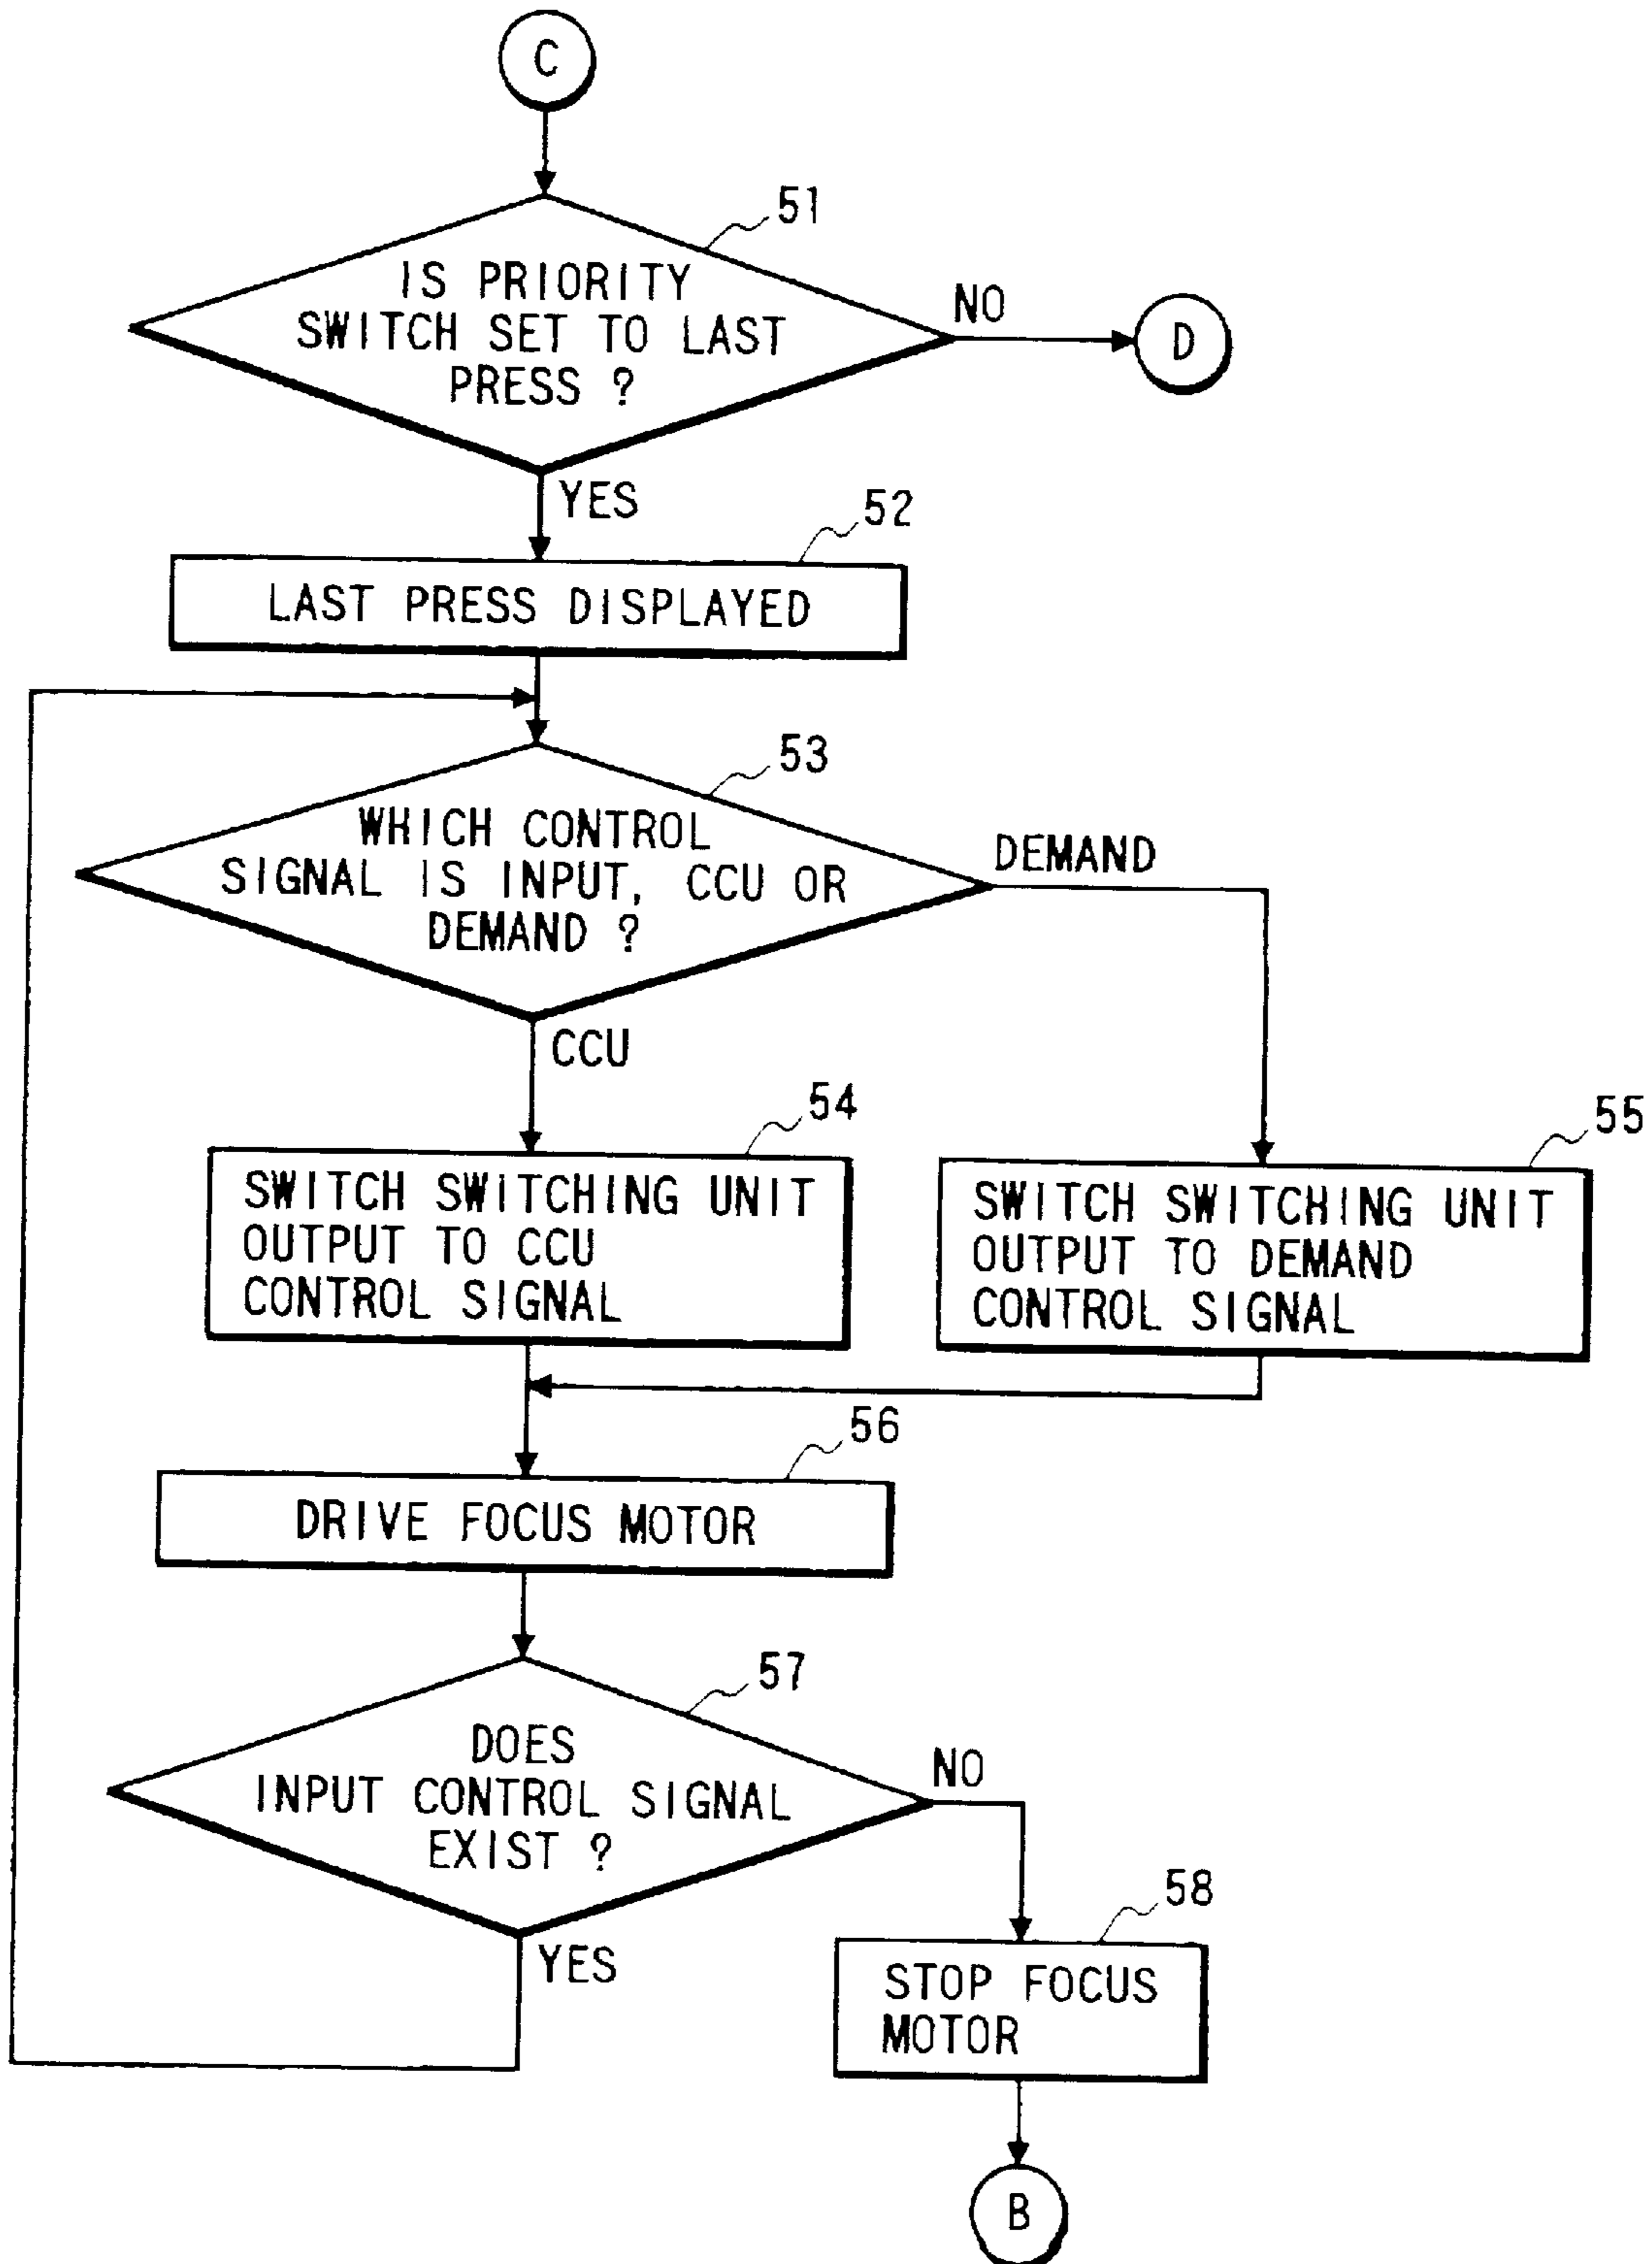 C
51
IS PRIORITY
SWITCH SET TO LAST
PRESS ?
NO
D
YES
52
LAST PRESS DISPLAYED
53
WHICH CONTROL
SIGNAL IS INPUT, CCU OR
DEMAND ?
DEMAND
CCU
54
SWITCH SWITCHING UNIT
OUTPUT TO CCU
CONTROL SIGNAL
55
SWITCH SWITCHING UNIT
OUTPUT TO DEMAND
CONTROL SIGNAL
56
DRIVE FOCUS MOTOR
57
DOES
INPUT CONTROL SIGNAL
EXIST ?
NO
YES
58
STOP FOCUS
MOTOR
B